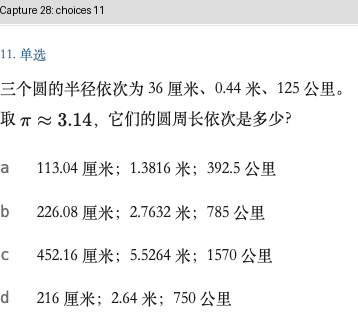 Capture 28: choices 11
11. 单选
三个圆的半径依次为 36 厘米、0.44 米、125 公里。
取 π ≈ 3.14，它们的圆周长依次是多少?
a 113.04 厘米；1.3816 米；392.5 公里
b 226.08 厘米；2.7632 米；785 公里
c 452.16 厘米；5.5264 米；1570 公里
d 216 厘米；2.64 米；750 公里